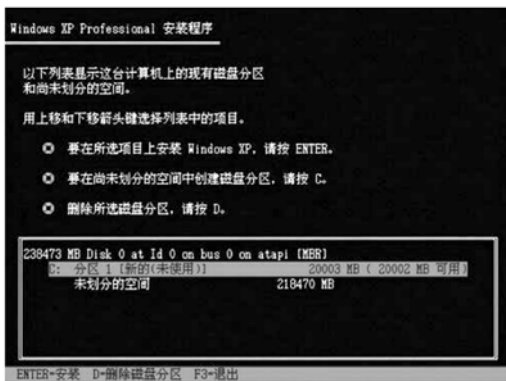 Windows XP Professional 安装程序
以下列表显示这台计算机上的现有磁盘分区
和尚未划分的空间。
用上移和下移箭头键选择列表中的项目。
要在所选项目上安装 Windows XP，请按 ENTER。
要在尚未划分的空间中创建磁盘分区，请按 C。
删除所选磁盘分区，请按 D。
238473 MB Disk 0 at Id 0 on bus 0 on atapi [MBR]
C: 分区 1 [新的(未使用)] 20003 MB ( 20002 MB 可用)
未划分的空间 218470 MB
ENTER=安装 D=删除磁盘分区 F3=退出